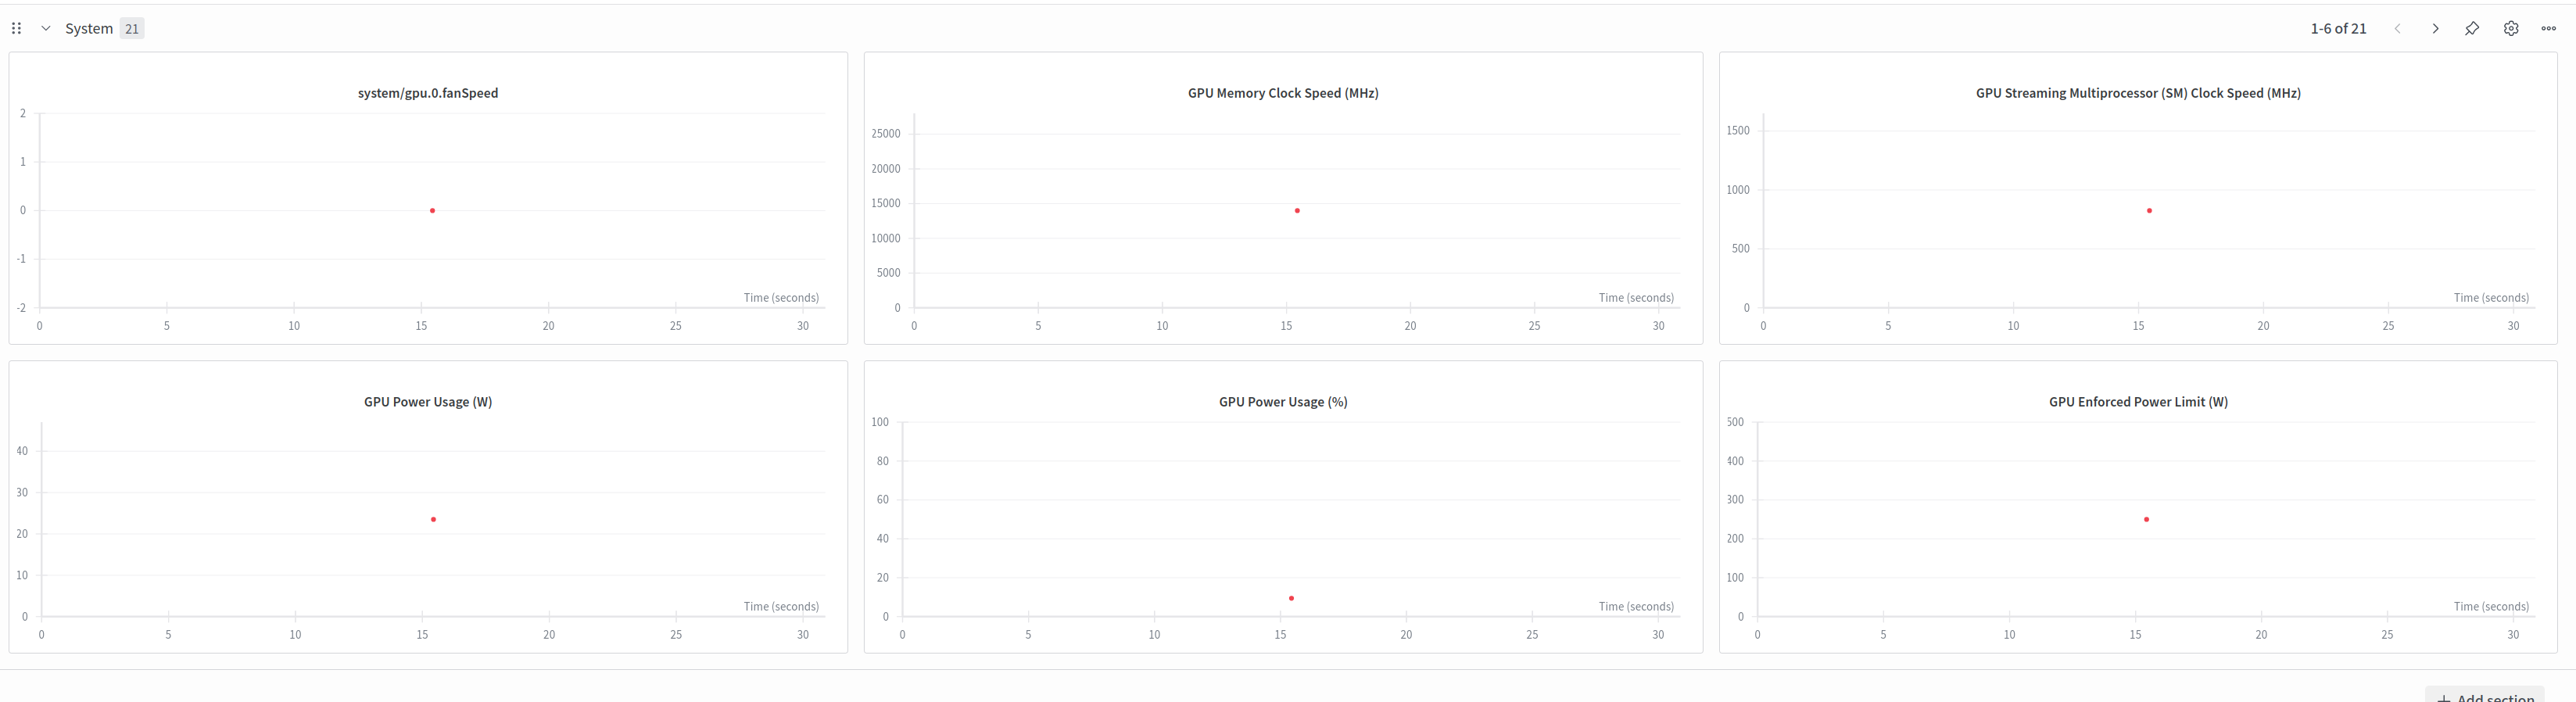 System 21 1-6 of 21
system/gpu.0.fanSpeed
2
1
0
-1
-2
0 5 10 15 20 25 30
Time (seconds)
GPU Memory Clock Speed (MHz)
25000
20000
15000
10000
5000
0
0 5 10 15 20 25 30
Time (seconds)
GPU Streaming Multiprocessor (SM) Clock Speed (MHz)
1500
1000
500
0
0 5 10 15 20 25 30
Time (seconds)
GPU Power Usage (W)
40
30
20
10
0
0 5 10 15 20 25 30
Time (seconds)
GPU Power Usage (%)
100
80
60
40
20
0
0 5 10 15 20 25 30
Time (seconds)
GPU Enforced Power Limit (W)
500
400
300
200
100
0
0 5 10 15 20 25 30
Time (seconds)
+ Add section